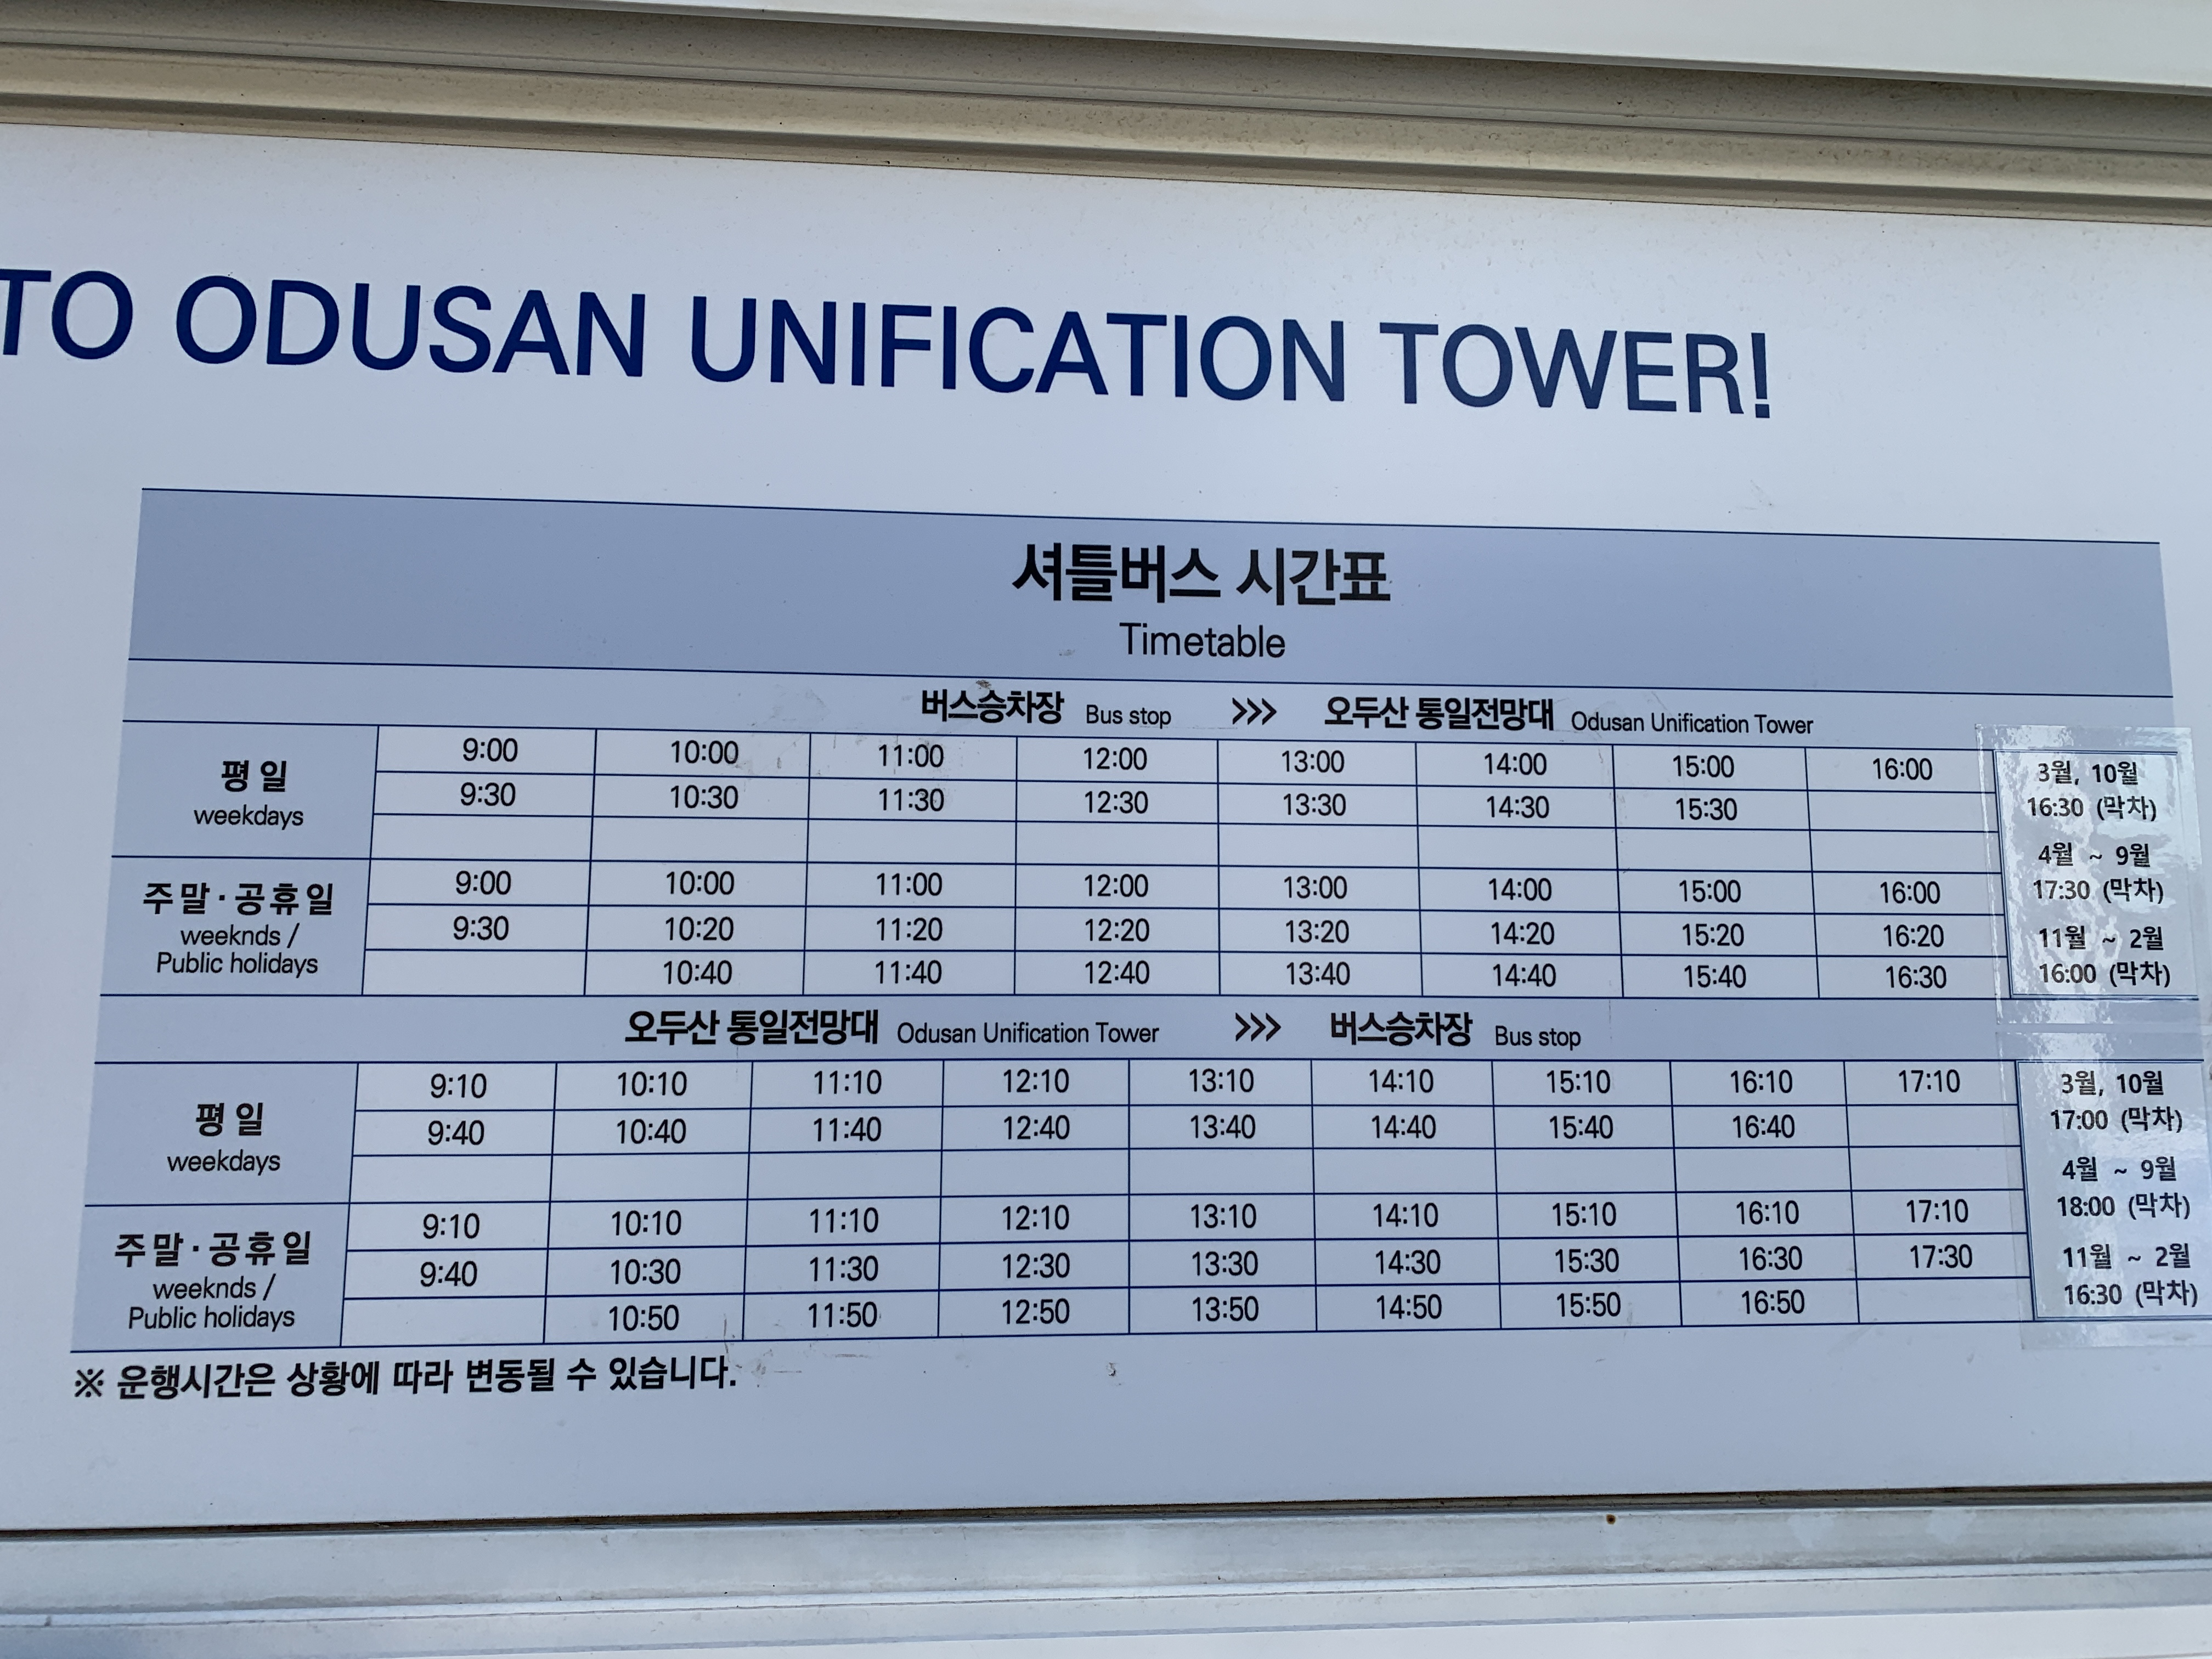 TO ODUSAN UNIFICATION TOWER!
셔틀버스 시간표
Timetable
버스승차장 Bus stop >>> 오두산 통일전망대 Odusan Unification Tower
평 일
weekdays
9:00 10:00 11:00 12:00 13:00 14:00 15:00 16:00
9:30 10:30 11:30 12:30 13:30 14:30 15:30
주말·공휴일
weeknds /
Public holidays
9:00 10:00 11:00 12:00 13:00 14:00 15:00 16:00
9:30 10:20 11:20 12:20 13:20 14:20 15:20 16:20
10:40 11:40 12:40 13:40 14:40 15:40 16:30
3월, 10월
16:30 (막차)
4월 ~ 9월
17:30 (막차)
11월 ~ 2월
16:00 (막차)
오두산 통일전망대 Odusan Unification Tower >>> 버스승차장 Bus stop
평 일
weekdays
9:10 10:10 11:10 12:10 13:10 14:10 15:10 16:10 17:10
9:40 10:40 11:40 12:40 13:40 14:40 15:40 16:40
주말·공휴일
weeknds /
Public holidays
9:10 10:10 11:10 12:10 13:10 14:10 15:10 16:10 17:10
9:40 10:30 11:30 12:30 13:30 14:30 15:30 16:30 17:30
10:50 11:50 12:50 13:50 14:50 15:50 16:50
3월, 10월
17:00 (막차)
4월 ~ 9월
18:00 (막차)
11월 ~ 2월
16:30 (막차)
※ 운행시간은 상황에 따라 변동될 수 있습니다.